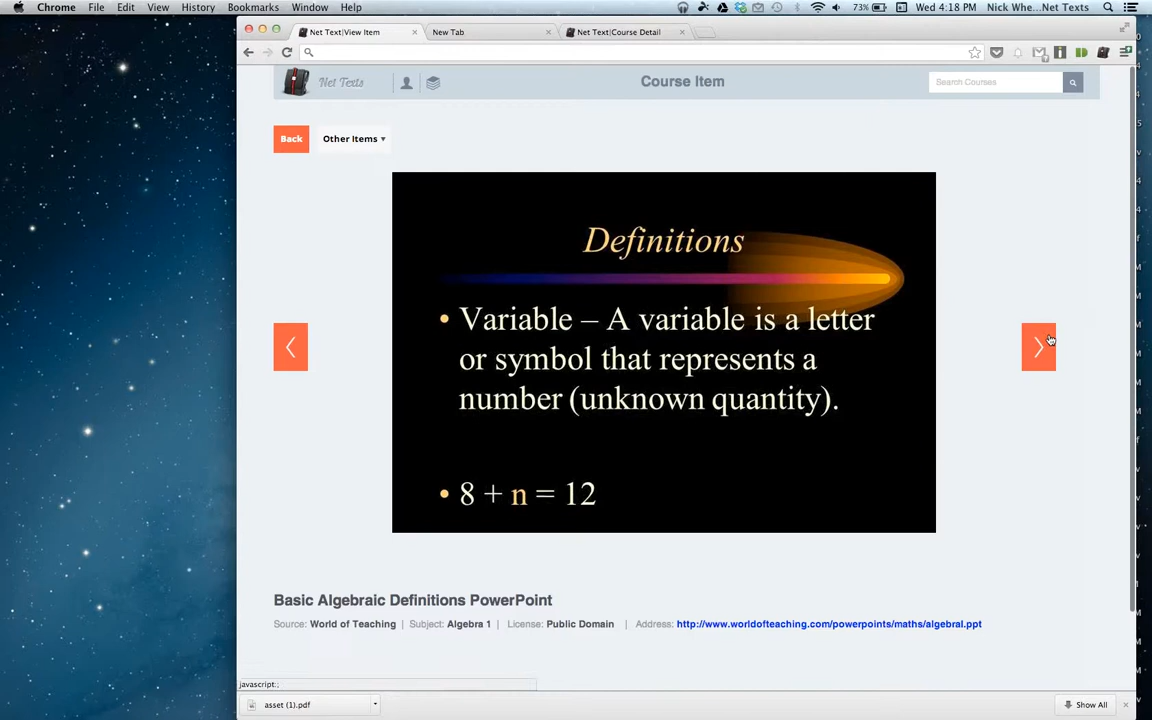 Chrome File Edit View History Bookmarks Window Help 73% Wed 4:18 PM Nick Whe...Net Texts
Net Text|View Item New Tab Net Text|Course Detail
Net Texts Course Item Search Courses
Back Other Items
Definitions
• Variable – A variable is a letter
or symbol that represents a
number (unknown quantity).
• 8 + n = 12
Basic Algebraic Definitions PowerPoint
Source: World of Teaching | Subject: Algebra 1 | License: Public Domain | Address: http://www.worldofteaching.com/powerpoints/maths/algebraI.ppt
javascript:;
asset (1).pdf Show All